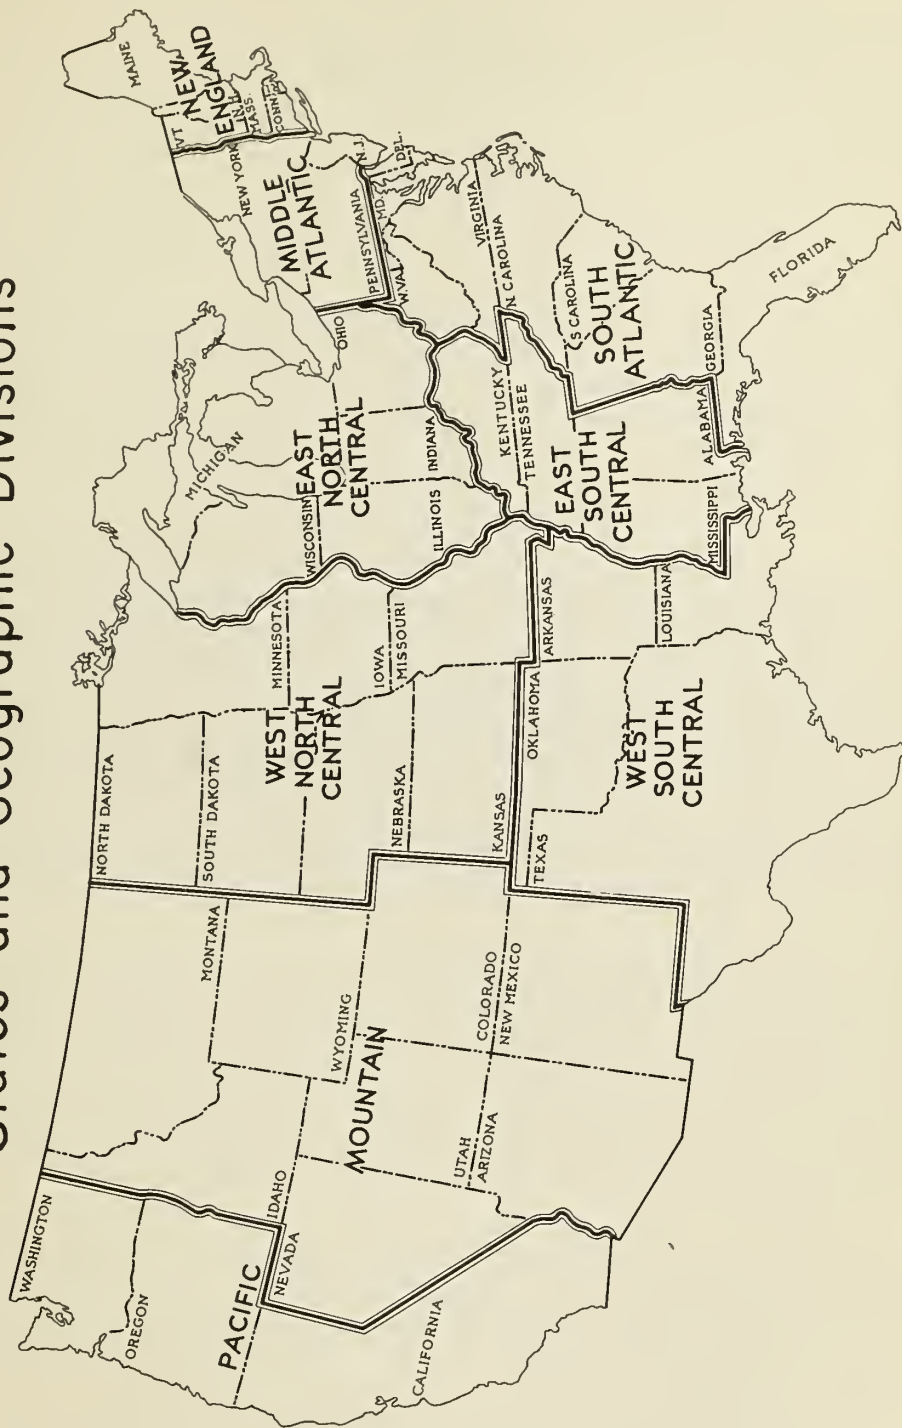 States and Geographic Divisions
WASHINGTON
OREGON
PACIFIC
CALIFORNIA
IDAHO
NEVADA
MONTANA
WYOMING
MOUNTAIN
UTAH
ARIZONA
COLORADO
NEW MEXICO
NORTH DAKOTA
SOUTH DAKOTA
MINNESOTA
WEST
NORTH
CENTRAL
NEBRASKA
IOWA
MISSOURI
KANSAS
OKLAHOMA
TEXAS
ARKANSAS
LOUISIANA
WEST
SOUTH
CENTRAL
WISCONSIN
MICHIGAN
EAST
NORTH
CENTRAL
ILLINOIS
INDIANA
OHIO
KENTUCKY
TENNESSEE
EAST
SOUTH
CENTRAL
MISSISSIPPI
ALABAMA
MAINE
VT
N.H.
NEW
ENGLAND
MASS.
CONN.
NEW YORK
MIDDLE
ATLANTIC
PENNSYLVANIA
N.J.
MD.
DEL.
W.VA.
VIRGINIA
N CAROLINA
S CAROLINA
SOUTH
ATLANTIC
GEORGIA
FLORIDA